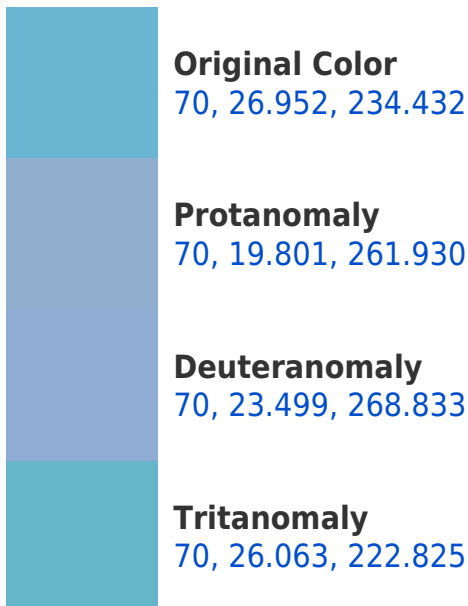 Original Color
70, 26.952, 234.432
Protanomaly
70, 19.801, 261.930
Deuteranomaly
70, 23.499, 268.833
Tritanomaly
70, 26.063, 222.825